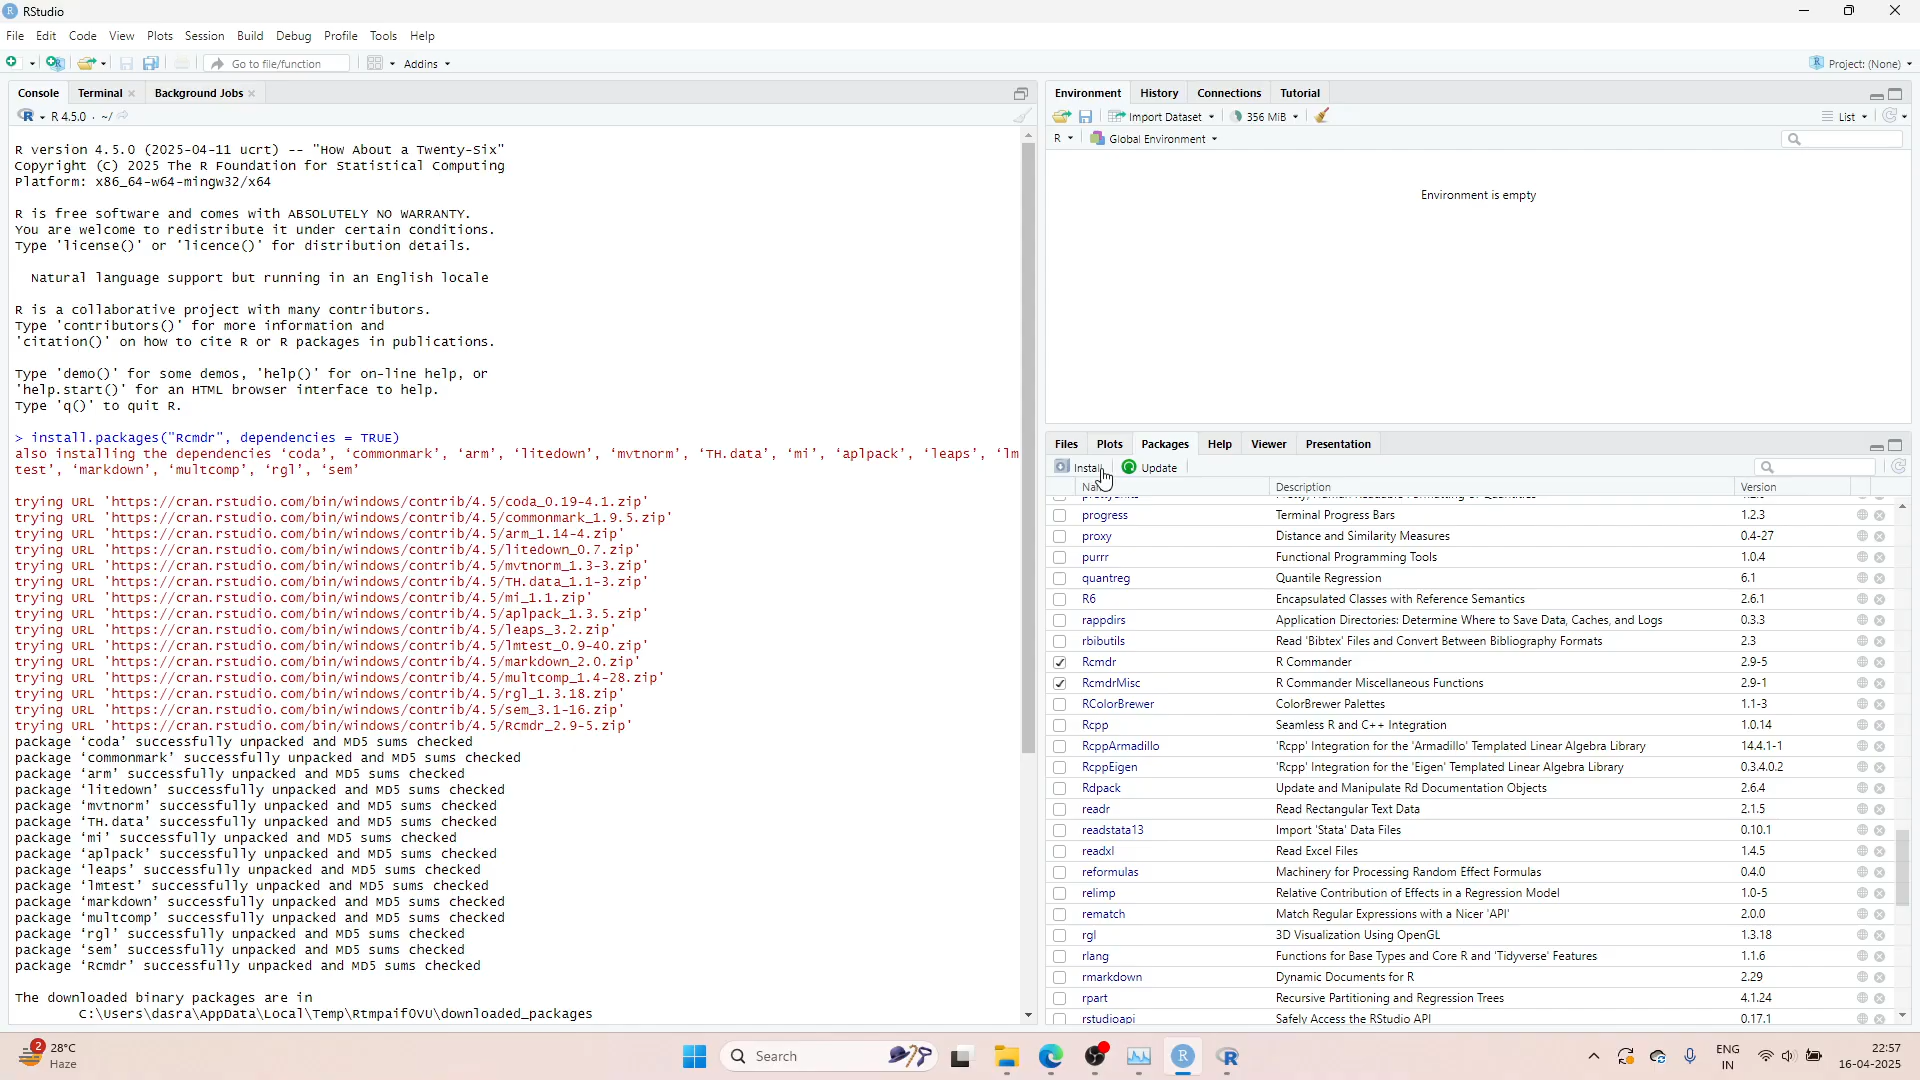 RStudio
File Edit Code View Plots Session Build Debug Profile Tools Help
Go to file/function Addins Project: (None)
Console Terminal Background Jobs
R 4.5.0 · ~/
R version 4.5.0 (2025-04-11 ucrt) -- "How About a Twenty-Six"
Copyright (C) 2025 The R Foundation for Statistical Computing
Platform: x86_64-w64-mingw32/x64
R is free software and comes with ABSOLUTELY NO WARRANTY.
You are welcome to redistribute it under certain conditions.
Type 'license()' or 'licence()' for distribution details.
Natural language support but running in an English locale
R is a collaborative project with many contributors.
Type 'contributors()' for more information and
'citation()' on how to cite R or R packages in publications.
Type 'demo()' for some demos, 'help()' for on-line help, or
'help.start()' for an HTML browser interface to help.
Type 'q()' to quit R.
> install.packages("Rcmdr", dependencies = TRUE)
also installing the dependencies ‘coda’, ‘commonmark’, ‘arm’, ‘litedown’, ‘mvtnorm’, ‘TH.data’, ‘mi’, ‘aplpack’, ‘leaps’, ‘lm
test’, ‘markdown’, ‘multcomp’, ‘rgl’, ‘sem’
trying URL 'https://cran.rstudio.com/bin/windows/contrib/4.5/coda_0.19-4.1.zip'
trying URL 'https://cran.rstudio.com/bin/windows/contrib/4.5/commonmark_1.9.5.zip'
trying URL 'https://cran.rstudio.com/bin/windows/contrib/4.5/arm_1.14-4.zip'
trying URL 'https://cran.rstudio.com/bin/windows/contrib/4.5/litedown_0.7.zip'
trying URL 'https://cran.rstudio.com/bin/windows/contrib/4.5/mvtnorm_1.3-3.zip'
trying URL 'https://cran.rstudio.com/bin/windows/contrib/4.5/TH.data_1.1-3.zip'
trying URL 'https://cran.rstudio.com/bin/windows/contrib/4.5/mi_1.1.zip'
trying URL 'https://cran.rstudio.com/bin/windows/contrib/4.5/aplpack_1.3.5.zip'
trying URL 'https://cran.rstudio.com/bin/windows/contrib/4.5/leaps_3.2.zip'
trying URL 'https://cran.rstudio.com/bin/windows/contrib/4.5/lmtest_0.9-40.zip'
trying URL 'https://cran.rstudio.com/bin/windows/contrib/4.5/markdown_2.0.zip'
trying URL 'https://cran.rstudio.com/bin/windows/contrib/4.5/multcomp_1.4-28.zip'
trying URL 'https://cran.rstudio.com/bin/windows/contrib/4.5/rgl_1.3.18.zip'
trying URL 'https://cran.rstudio.com/bin/windows/contrib/4.5/sem_3.1-16.zip'
trying URL 'https://cran.rstudio.com/bin/windows/contrib/4.5/Rcmdr_2.9-5.zip'
package ‘coda’ successfully unpacked and MD5 sums checked
package ‘commonmark’ successfully unpacked and MD5 sums checked
package ‘arm’ successfully unpacked and MD5 sums checked
package ‘litedown’ successfully unpacked and MD5 sums checked
package ‘mvtnorm’ successfully unpacked and MD5 sums checked
package ‘TH.data’ successfully unpacked and MD5 sums checked
package ‘mi’ successfully unpacked and MD5 sums checked
package ‘aplpack’ successfully unpacked and MD5 sums checked
package ‘leaps’ successfully unpacked and MD5 sums checked
package ‘lmtest’ successfully unpacked and MD5 sums checked
package ‘markdown’ successfully unpacked and MD5 sums checked
package ‘multcomp’ successfully unpacked and MD5 sums checked
package ‘rgl’ successfully unpacked and MD5 sums checked
package ‘sem’ successfully unpacked and MD5 sums checked
package ‘Rcmdr’ successfully unpacked and MD5 sums checked
The downloaded binary packages are in
C:\Users\dasra\AppData\Local\Temp\Rtmpaif0VU\downloaded_packages
Environment History Connections Tutorial
Import Dataset 356 MiB List
R Global Environment
Environment is empty
Files Plots Packages Help Viewer Presentation
Install Update
Description Version
progress Terminal Progress Bars 1.2.3
proxy Distance and Similarity Measures 0.4-27
purrr Functional Programming Tools 1.0.4
quantreg Quantile Regression 6.1
R6 Encapsulated Classes with Reference Semantics 2.6.1
rappdirs Application Directories: Determine Where to Save Data, Caches, and Logs 0.3.3
rbibutils Read 'Bibtex' Files and Convert Between Bibliography Formats 2.3
Rcmdr R Commander 2.9-5
RcmdrMisc R Commander Miscellaneous Functions 2.9-1
RColorBrewer ColorBrewer Palettes 1.1-3
Rcpp Seamless R and C++ Integration 1.0.14
RcppArmadillo 'Rcpp' Integration for the 'Armadillo' Templated Linear Algebra Library 14.4.1-1
RcppEigen 'Rcpp' Integration for the 'Eigen' Templated Linear Algebra Library 0.3.4.0.2
Rdpack Update and Manipulate Rd Documentation Objects 2.6.4
readr Read Rectangular Text Data 2.1.5
readstata13 Import 'Stata' Data Files 0.10.1
readxl Read Excel Files 1.4.5
reformulas Machinery for Processing Random Effect Formulas 0.4.0
relimp Relative Contribution of Effects in a Regression Model 1.0-5
rematch Match Regular Expressions with a Nicer 'API' 2.0.0
rgl 3D Visualization Using OpenGL 1.3.18
rlang Functions for Base Types and Core R and 'Tidyverse' Features 1.1.6
rmarkdown Dynamic Documents for R 2.29
rpart Recursive Partitioning and Regression Trees 4.1.24
rstudioapi Safely Access the RStudio API 0.17.1
2 28°C
Haze
Search
ENG
IN
22:57
16-04-2025